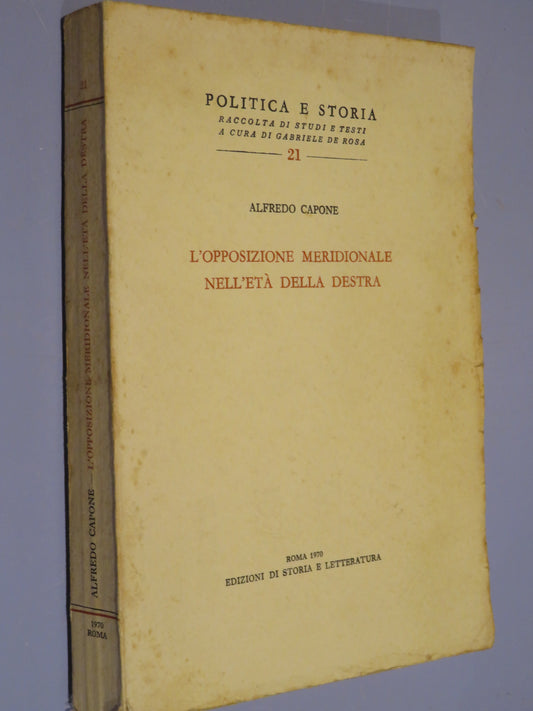 POLITICA E STORIA
RACCOLTA DI STUDI E TESTI
A CURA DI GABRIELE DE ROSA
21
ALFREDO CAPONE
L'OPPOSIZIONE MERIDIONALE
NELL'ETÀ DELLA DESTRA
ROMA 1970
EDIZIONI DI STORIA E LETTERATURA
21
ALFREDO CAPONE — L'OPPOSIZIONE MERIDIONALE NELL'ETÀ DELLA DESTRA
1970
ROMA